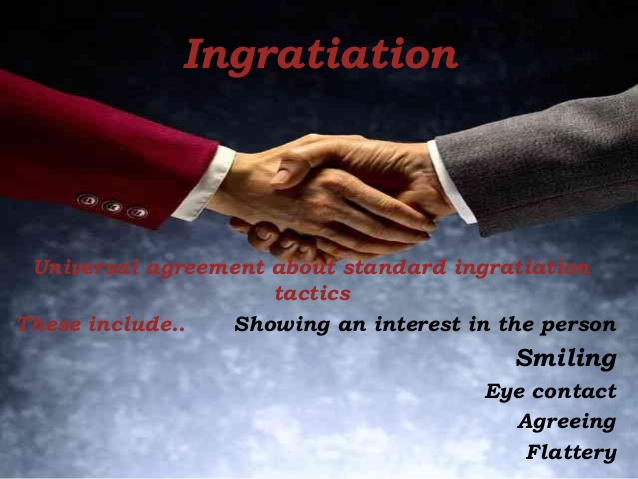 Ingratiation
Universal agreement about standard ingratiation
tactics
These include.. Showing an interest in the person
Smiling
Eye contact
Agreeing
Flattery